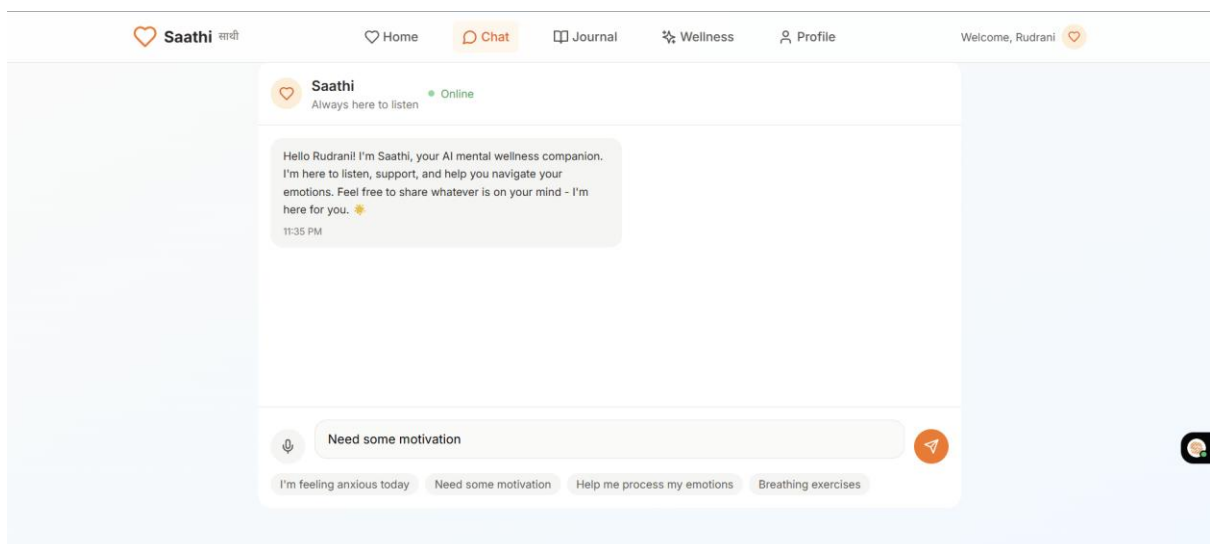 Saathi साथी
Home Chat Journal Wellness Profile
Welcome, Rudrani
Saathi
Always here to listen
Online
Hello Rudrani! I'm Saathi, your AI mental wellness companion.
I'm here to listen, support, and help you navigate your
emotions. Feel free to share whatever is on your mind - I'm
here for you.
11:35 PM
Need some motivation
I'm feeling anxious today Need some motivation Help me process my emotions Breathing exercises